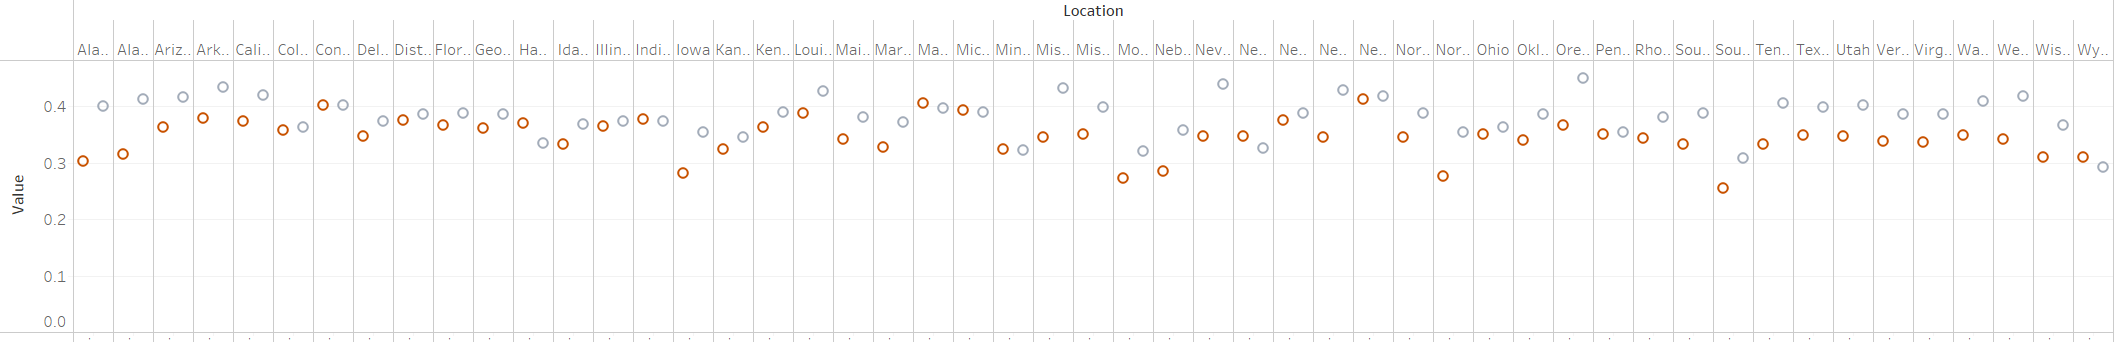 Location
Ala.. Ala.. Ariz.. Ark.. Cali.. Col.. Con.. Del.. Dist.. Flor.. Geo.. Ha.. Ida.. Illin.. Indi.. Iowa Kan.. Ken.. Loui.. Mai.. Mar.. Ma.. Mic.. Min.. Mis.. Mis.. Mo.. Neb.. Nev.. Ne.. Ne.. Ne.. Ne.. Nor.. Nor.. Ohio Okl.. Ore.. Pen.. Rho.. Sou.. Sou.. Ten.. Tex.. Utah Ver.. Virg.. Wa.. We.. Wis.. Wy..
0.4
0.3
Value
0.2
0.1
0.0